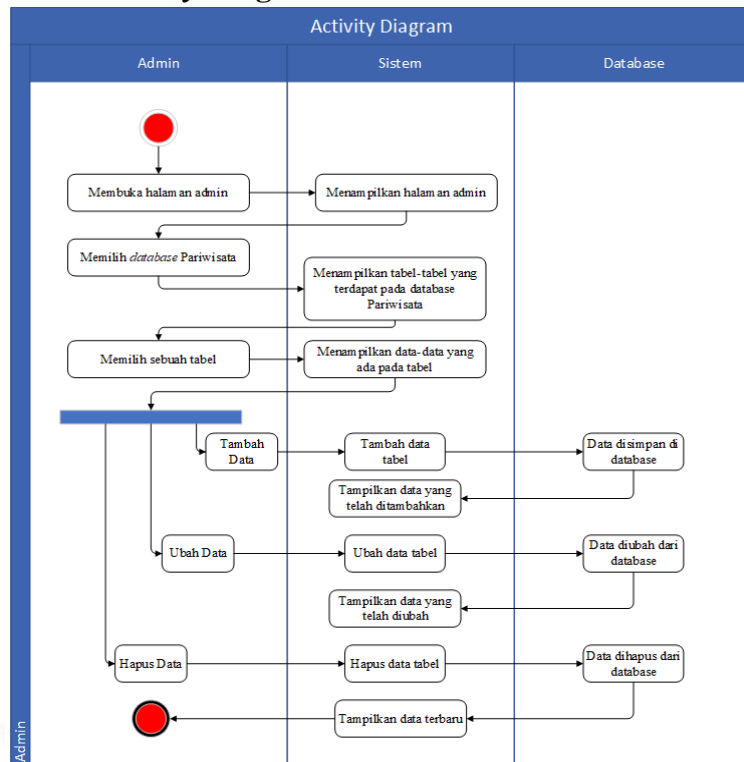 Activity Diagram
Admin
Sistem
Database
Membuka halaman admin
Menampilkan halaman admin
Memilih database Pariwisata
Menampilkan tabel-tabel yang
terdapat pada database
Pariwisata
Memilih sebuah tabel
Menampilkan data-data yang
ada pada tabel
Tambah
Data
Tambah data
tabel
Data disimpan di
database
Tampilkan data yang
telah ditambahkan
Ubah Data
Ubah data tabel
Data diubah dari
database
Tampilkan data yang
telah diubah
Hapus Data
Hapus data tabel
Data dihapus dari
database
Tampilkan data terbaru
Admin